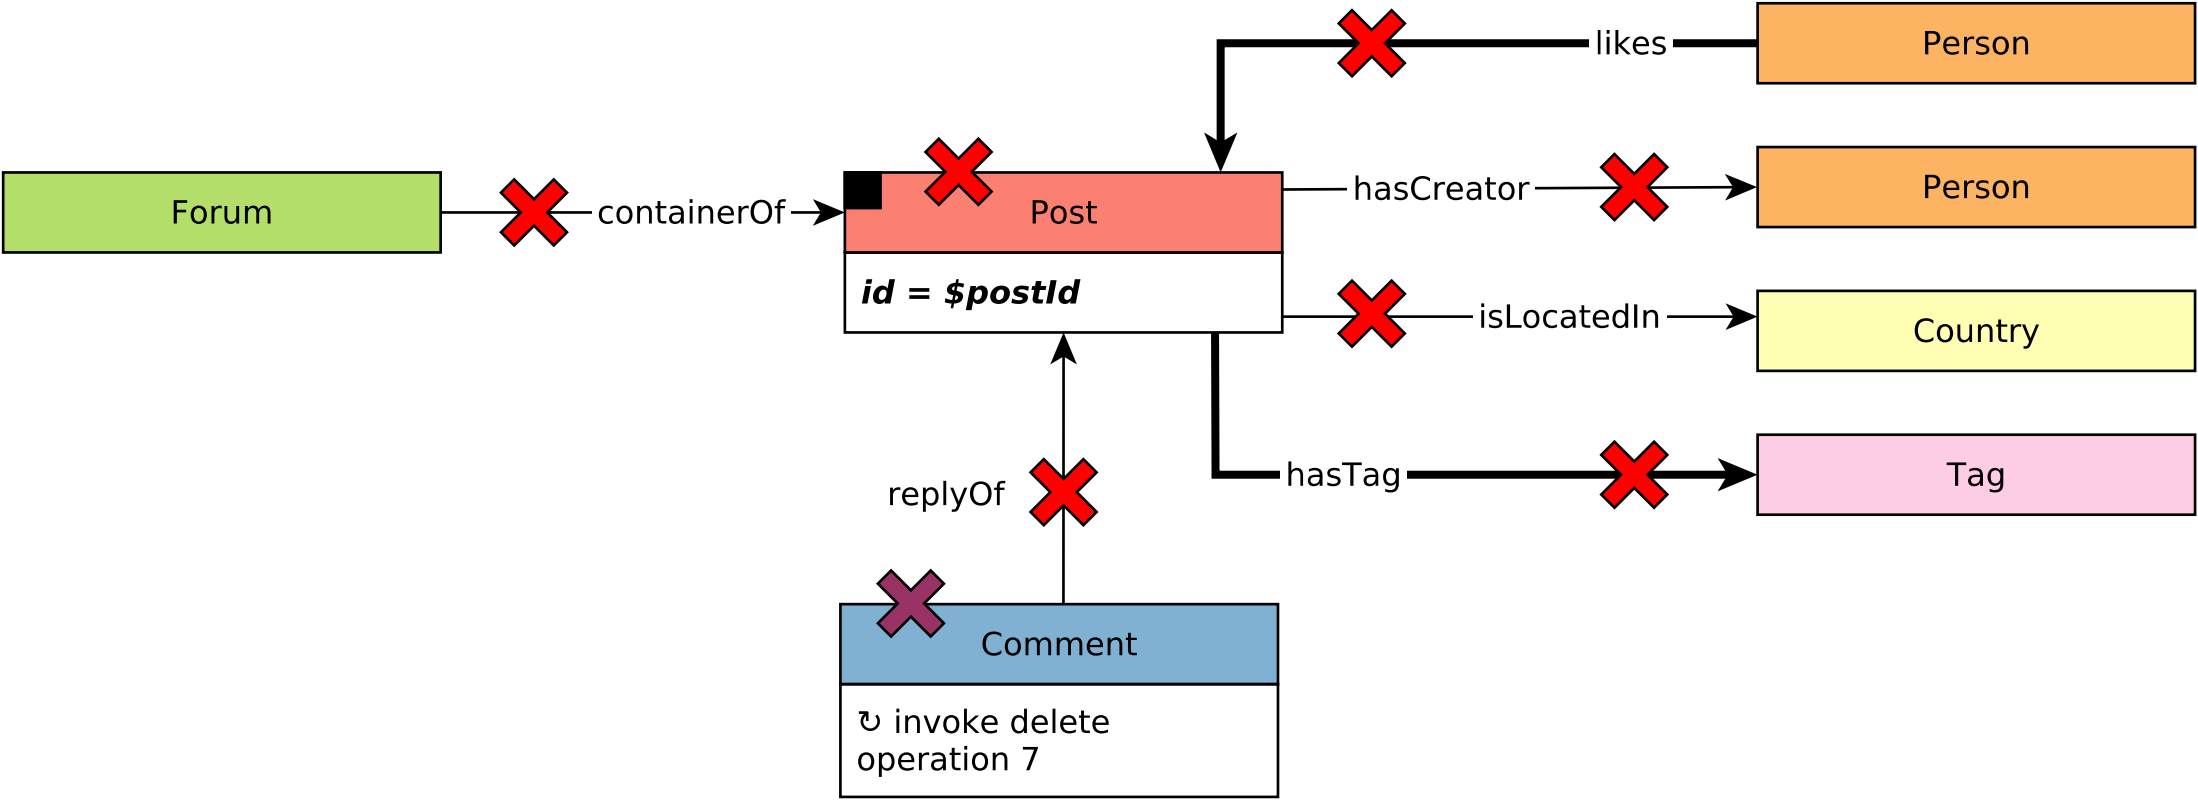 likes
Person
Forum
containerOf
Post
id = $postId
hasCreator
Person
isLocatedIn
Country
hasTag
Tag
replyOf
Comment
↻ invoke delete
operation 7